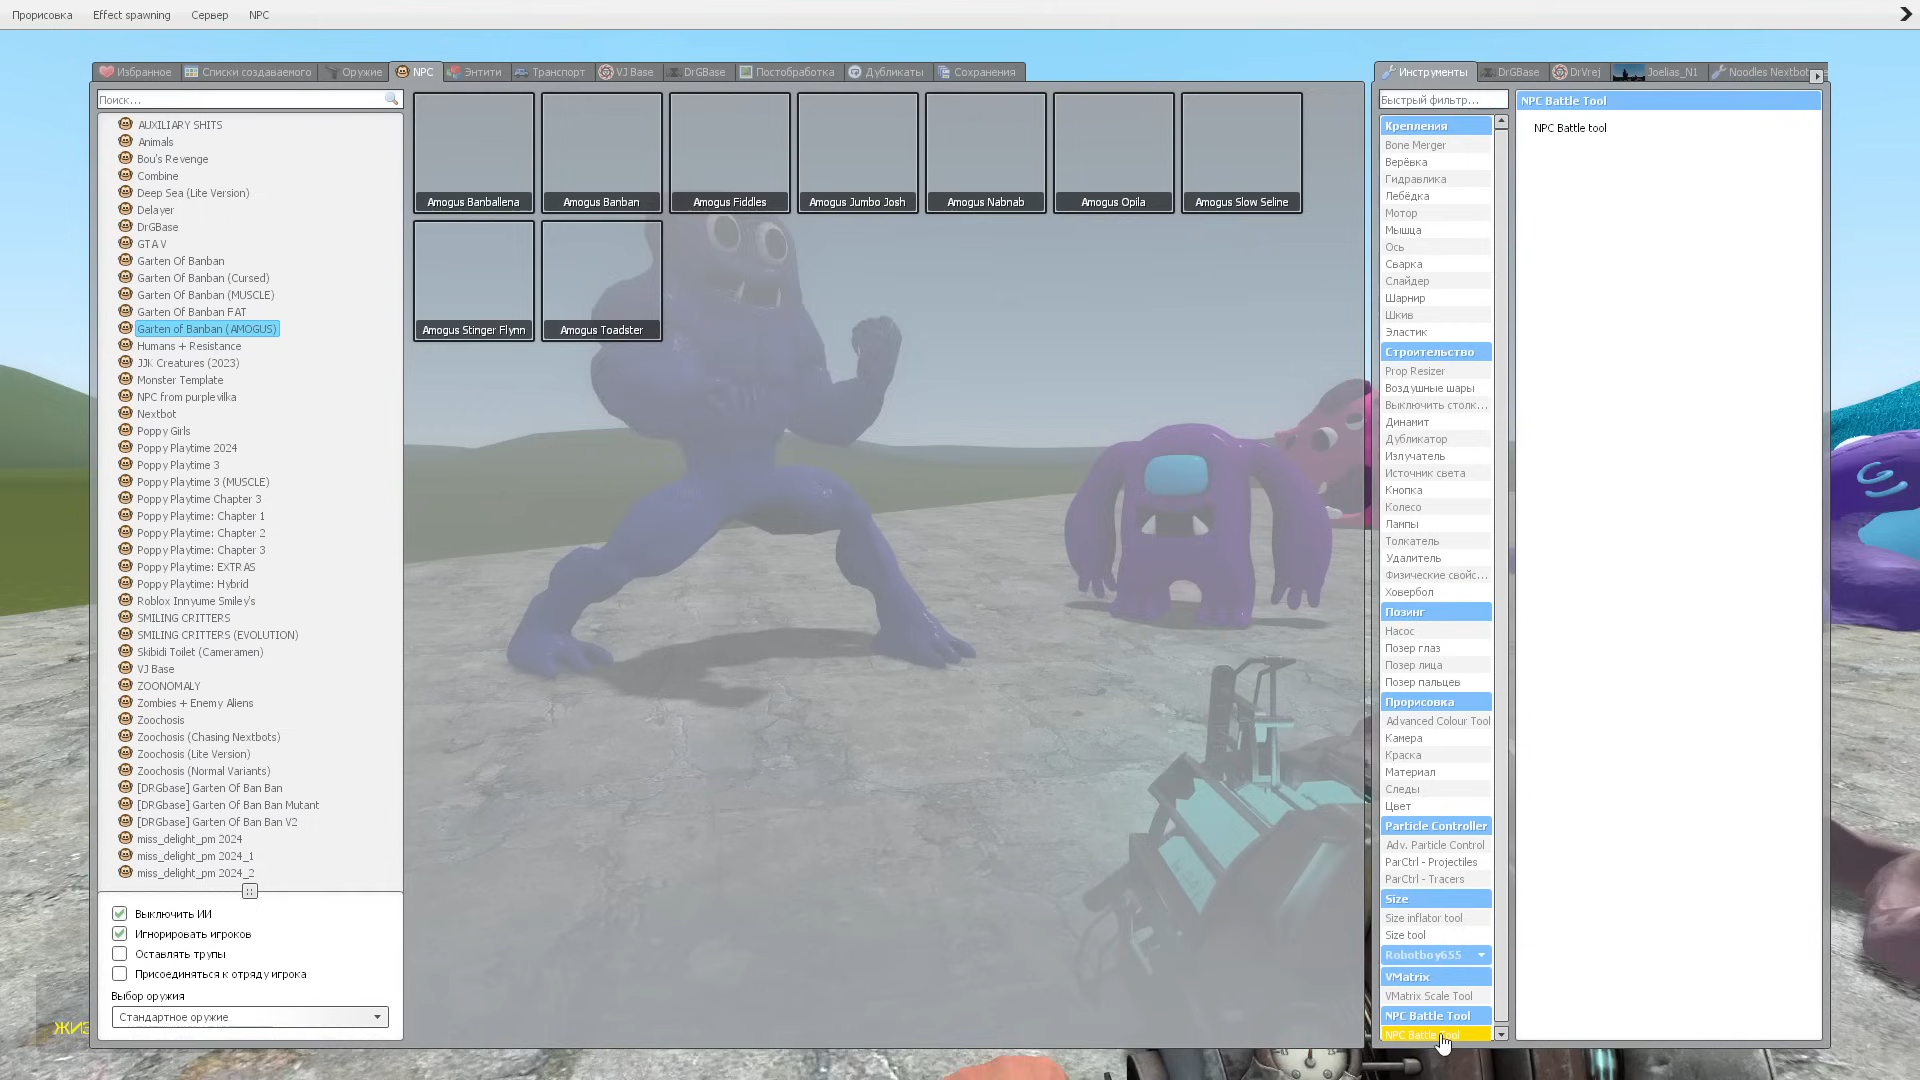 Прорисовка Effect spawning Сервер NPC
Избранное Списки создаваемого Оружие NPC Энтити Транспорт VJ Base DrGBase Постобработка Дубликаты Сохранения
Инструменты DrGBase DrVrej Joelias_N1 Noodles Nextbot
Поиск...
AUXILIARY SHITS
Animals
Bou's Revenge
Combine
Deep Sea (Lite Version)
Delayer
DrGBase
GTA V
Garten Of Banban
Garten Of Banban (Cursed)
Garten Of Banban (MUSCLE)
Garten Of Banban FAT
Garten of Banban (AMOGUS)
Humans + Resistance
JJK Creatures (2023)
Monster Template
NPC from purplevilka
Nextbot
Poppy Girls
Poppy Playtime 2024
Poppy Playtime 3
Poppy Playtime 3 (MUSCLE)
Poppy Playtime Chapter 3
Poppy Playtime: Chapter 1
Poppy Playtime: Chapter 2
Poppy Playtime: Chapter 3
Poppy Playtime: EXTRAS
Poppy Playtime: Hybrid
Roblox Innyume Smiley's
SMILING CRITTERS
SMILING CRITTERS (EVOLUTION)
Skibidi Toilet (Cameramen)
VJ Base
ZOONOMALY
Zombies + Enemy Aliens
Zoochosis
Zoochosis (Chasing Nextbots)
Zoochosis (Lite Version)
Zoochosis (Normal Variants)
[DRGbase] Garten Of Ban Ban
[DRGbase] Garten Of Ban Ban Mutant
[DRGbase] Garten Of Ban Ban V2
miss_delight_pm 2024
miss_delight_pm 2024_1
miss_delight_pm 2024_2
Выключить ИИ
Игнорировать игроков
Оставлять трупы
Присоединяться к отряду игрока
Выбор оружия
Стандартное оружие
Amogus Banballena Amogus Banban Amogus Fiddles Amogus Jumbo Josh Amogus Nabnab Amogus Opila Amogus Slow Seline
Amogus Stinger Flynn Amogus Toadster
Быстрый фильтр...
Крепления
Bone Merger
Верёвка
Гидравлика
Лебёдка
Мотор
Мышца
Ось
Сварка
Слайдер
Шарнир
Шкив
Эластик
Строительство
Prop Resizer
Воздушные шары
Выключить столк...
Динамит
Дубликатор
Излучатель
Источник света
Кнопка
Колесо
Лампы
Толкатель
Удалитель
Физические свойс...
Ховербол
Позинг
Насос
Позер глаз
Позер лица
Позер пальцев
Прорисовка
Advanced Colour Tool
Камера
Краска
Материал
Следы
Цвет
Particle Controller
Adv. Particle Control
ParCtrl - Projectiles
ParCtrl - Tracers
Size
Size inflator tool
Size tool
Robotboy655
VMatrix
VMatrix Scale Tool
NPC Battle Tool
NPC Battle Tool
NPC Battle Tool
NPC Battle tool
ЖИЗ